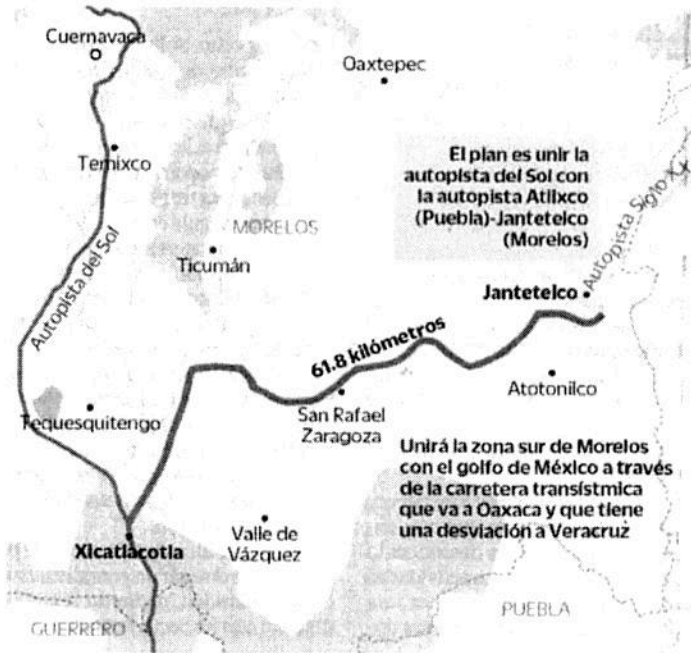 Cuernavaca
Oaxtepec
Temixco
El plan es unir la
autopista del Sol con
la autopista Atlixco
(Puebla)-Jantetelco
(Morelos)
Autopista Siglo XX
MORELOS
Ticumán
Autopista del Sol
Jantetelco
61.8 kilómetros
Atotonilco
Tequesquitengo
San Rafael
Zaragoza
Unirá la zona sur de Morelos
con el golfo de México a través
de la carretera transístmica
que va a Oaxaca y que tiene
una desviación a Veracruz
Xicatlacotla
Valle de
Vázquez
PUEBLA
GUERRERO